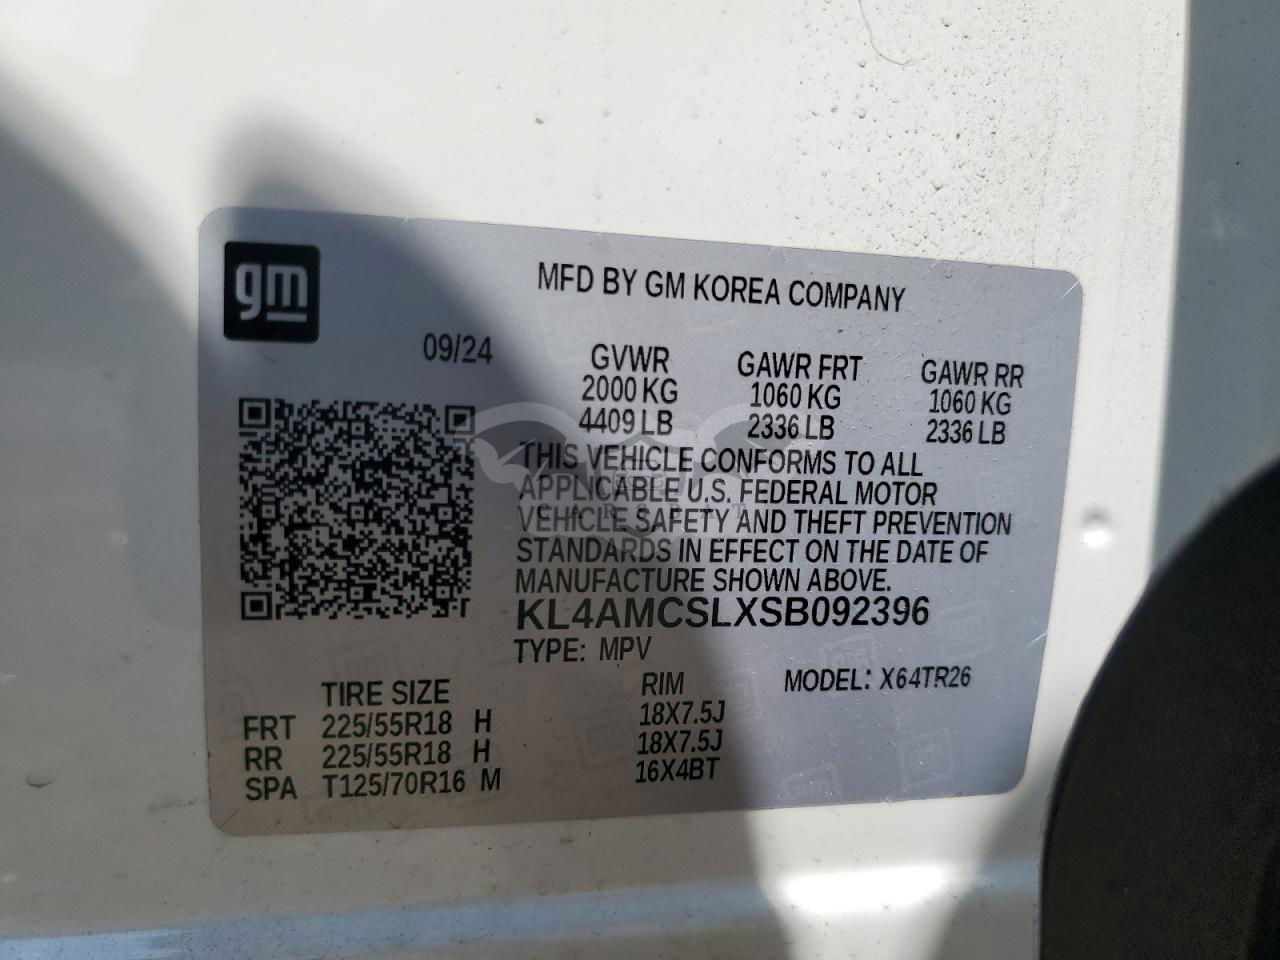 gm
MFD BY GM KOREA COMPANY
09/24
GVWR GAWR FRT GAWR RR
2000 KG 1060 KG 1060 KG
4409 LB 2336 LB 2336 LB
THIS VEHICLE CONFORMS TO ALL
APPLICABLE U.S. FEDERAL MOTOR
VEHICLE SAFETY AND THEFT PREVENTION
STANDARDS IN EFFECT ON THE DATE OF
MANUFACTURE SHOWN ABOVE.
KL4AMCSLXSB092396
TYPE: MPV
MODEL: X64TR26
TIRE SIZE RIM
FRT 225/55R18 H 18X7.5J
RR 225/55R18 H 18X7.5J
SPA T125/70R16 M 16X4BT